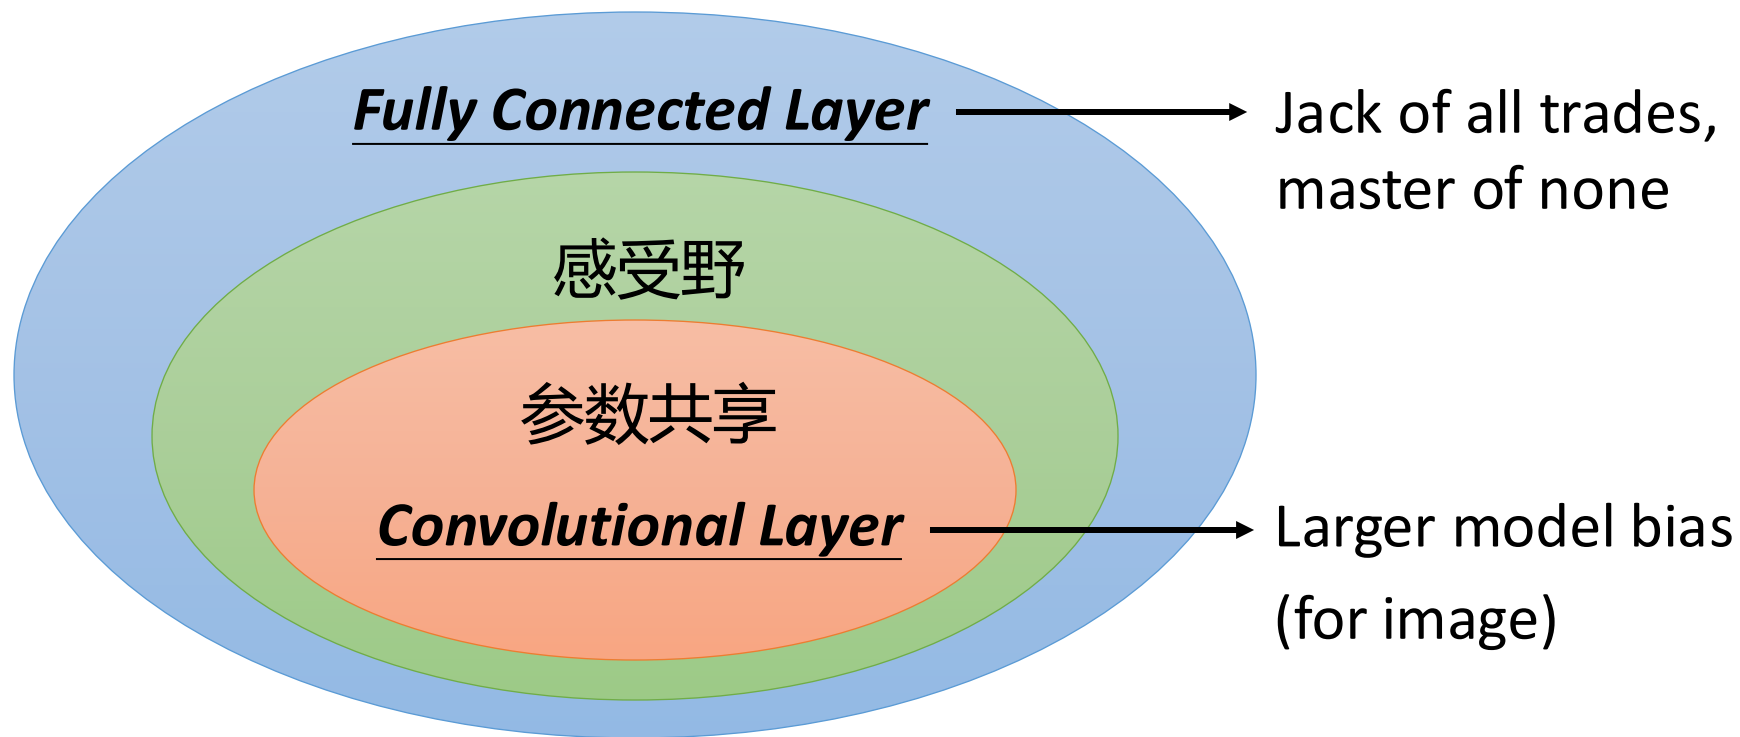 Fully Connected Layer
Jack of all trades,
master of none
感受野
参数共享
Convolutional Layer
Larger model bias
(for image)